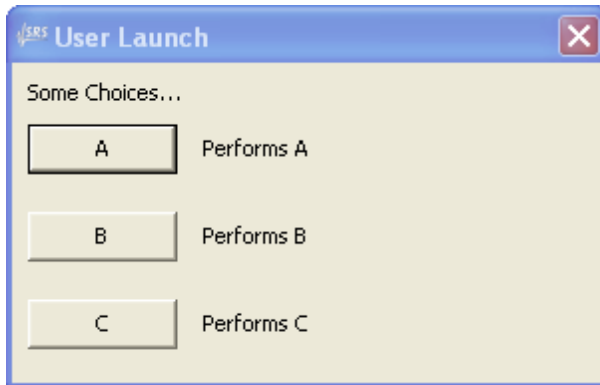 SRS User Launch
Some Choices...
A Performs A
B Performs B
C Performs C